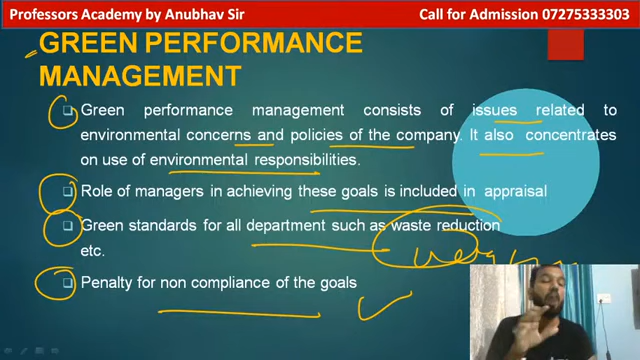 Professors Academy by Anubhav Sir
Call for Admission 07275333303
GREEN PERFORMANCE
MANAGEMENT
Green performance management consists of issues related to
environmental concerns and policies of the company. It also concentrates
on use of environmental responsibilities.
Role of managers in achieving these goals is included in appraisal
Green standards for all department such as waste reduction
etc.
Penalty for non compliance of the goals